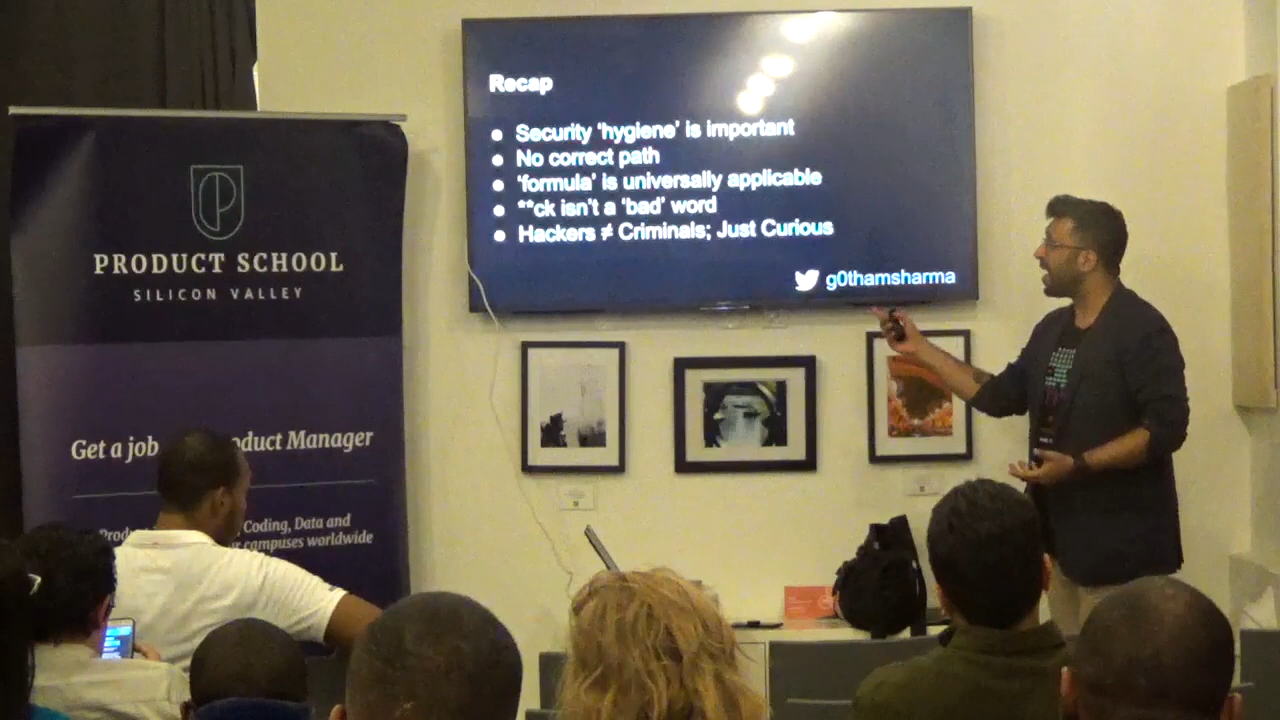 Recap
● Security ‘hygiene’ is important
● No correct path
● ‘formula’ is universally applicable
● **ck isn’t a ‘bad’ word
● Hackers ≠ Criminals; Just Curious
g0thamsharma
PRODUCT SCHOOL
SILICON VALLEY
Get a job Manager
Coding, Data and
campuses worldwide